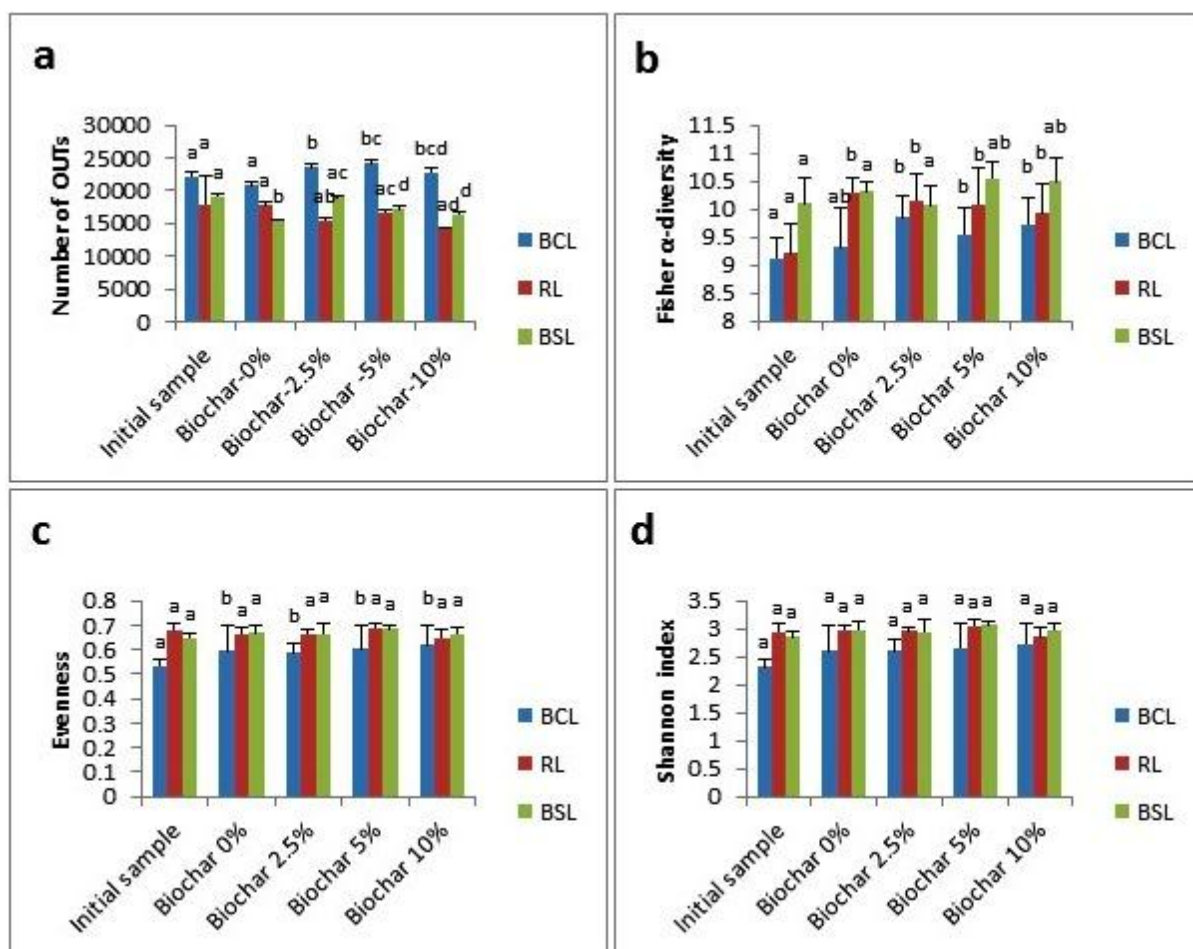 a
Number of OUTs
30000
25000
20000
15000
10000
5000
0
a a a
a a b
b ab ac
bc ac d
bcd ad d
Initial sample
Biochar-0%
Biochar-2.5%
Biochar -5%
Biochar-10%
BCL
RL
BSL
b
Fisher α-diversity
11.5
11
10.5
10
9.5
9
8.5
8
a a a
ab b a
b b a
b b ab
b b ab
Initial sample
Biochar 0%
Biochar 2.5%
Biochar 5%
Biochar 10%
BCL
RL
BSL
c
Evenness
0.8
0.7
0.6
0.5
0.4
0.3
0.2
0.1
0
a a a
b a a
b a a
b a a
b a a
Initial sample
Biochar 0%
Biochar 2.5%
Biochar 5%
Biochar 10%
BCL
RL
BSL
d
Shannon index
3.5
3
2.5
2
1.5
1
0.5
0
a a a
a a a
a a a
a a a
a a a
Initial sample
Biochar 0%
Biochar 2.5%
Biochar 5%
Biochar 10%
BCL
RL
BSL